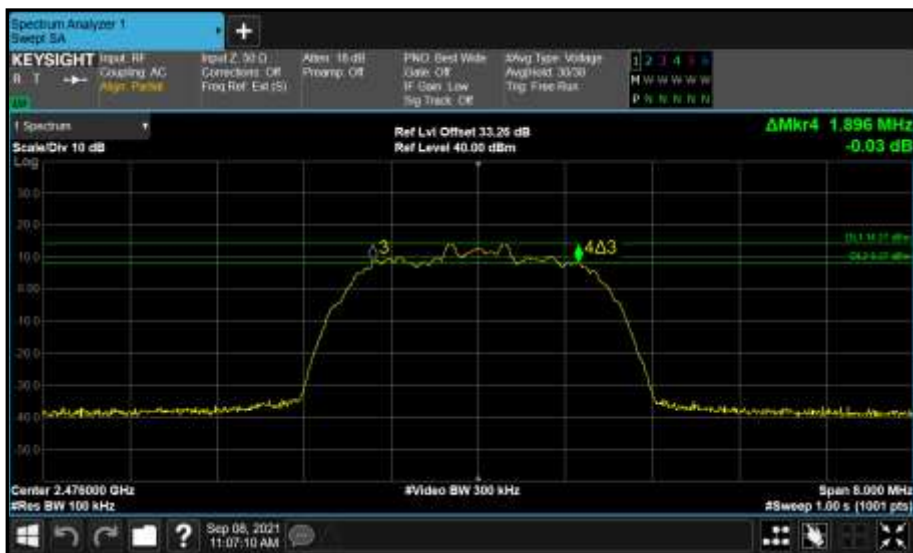 Spectrum Analyzer 1
Swept SA
+
KEYSIGHT Input: RF
R T Coupling: AC
Align: Partial
Input Z: 50 Ω
Corrections: Off
Freq Ref: Ext (S)
Atten: 16 dB
Preamp: Off
PNO: Best Wide
Gate: Off
IF Gain: Low
Sig Track: Off
#Avg Type: Voltage
Avg|Hold: 30/30
Trig: Free Run
1 2 3 4 5 6
M W W W W W
P N N N N N
1 Spectrum
Scale/Div 10 dB
Ref Lvl Offset 33.26 dB
Ref Level 40.00 dBm
ΔMkr4 1.896 MHz
-0.03 dB
Log
30.0
20.0
10.0
0.00
-10.0
-20.0
-30.0
-40.0
-50.0
3
4Δ3
Center 2.476000 GHz
#Res BW 100 kHz
#Video BW 300 kHz
Span 8.000 MHz
#Sweep 1.00 s (1001 pts)
?
Sep 08, 2021
11:07:10 AM